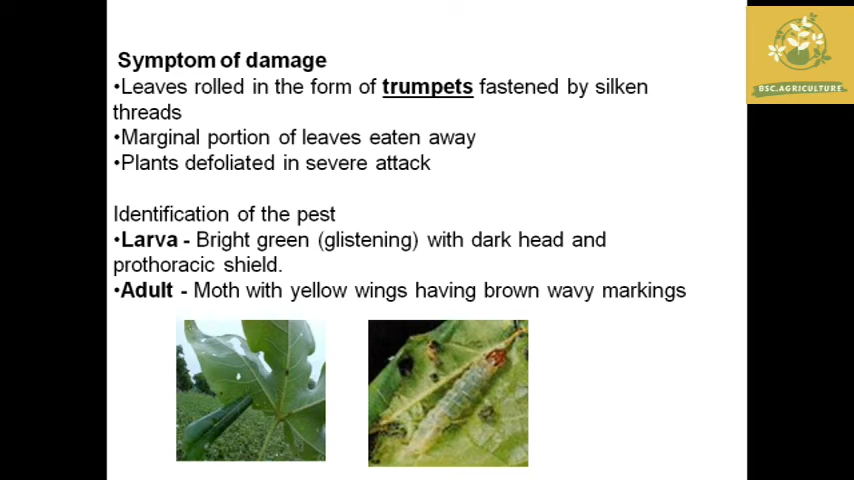 Symptom of damage
•Leaves rolled in the form of trumpets fastened by silken
threads
•Marginal portion of leaves eaten away
•Plants defoliated in severe attack
Identification of the pest
•Larva - Bright green (glistening) with dark head and
prothoracic shield.
•Adult - Moth with yellow wings having brown wavy markings
BSC.AGRICULTURE